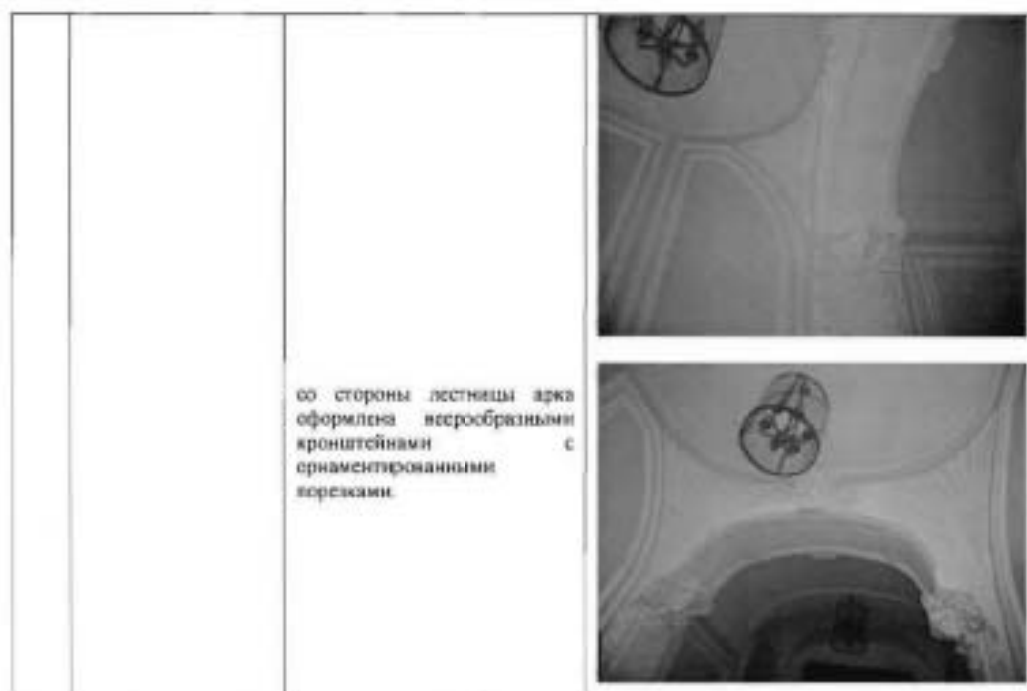 со стороны лестницы арка
оформлена веерообразными
кронштейнами с
орнаментированными
порезками.